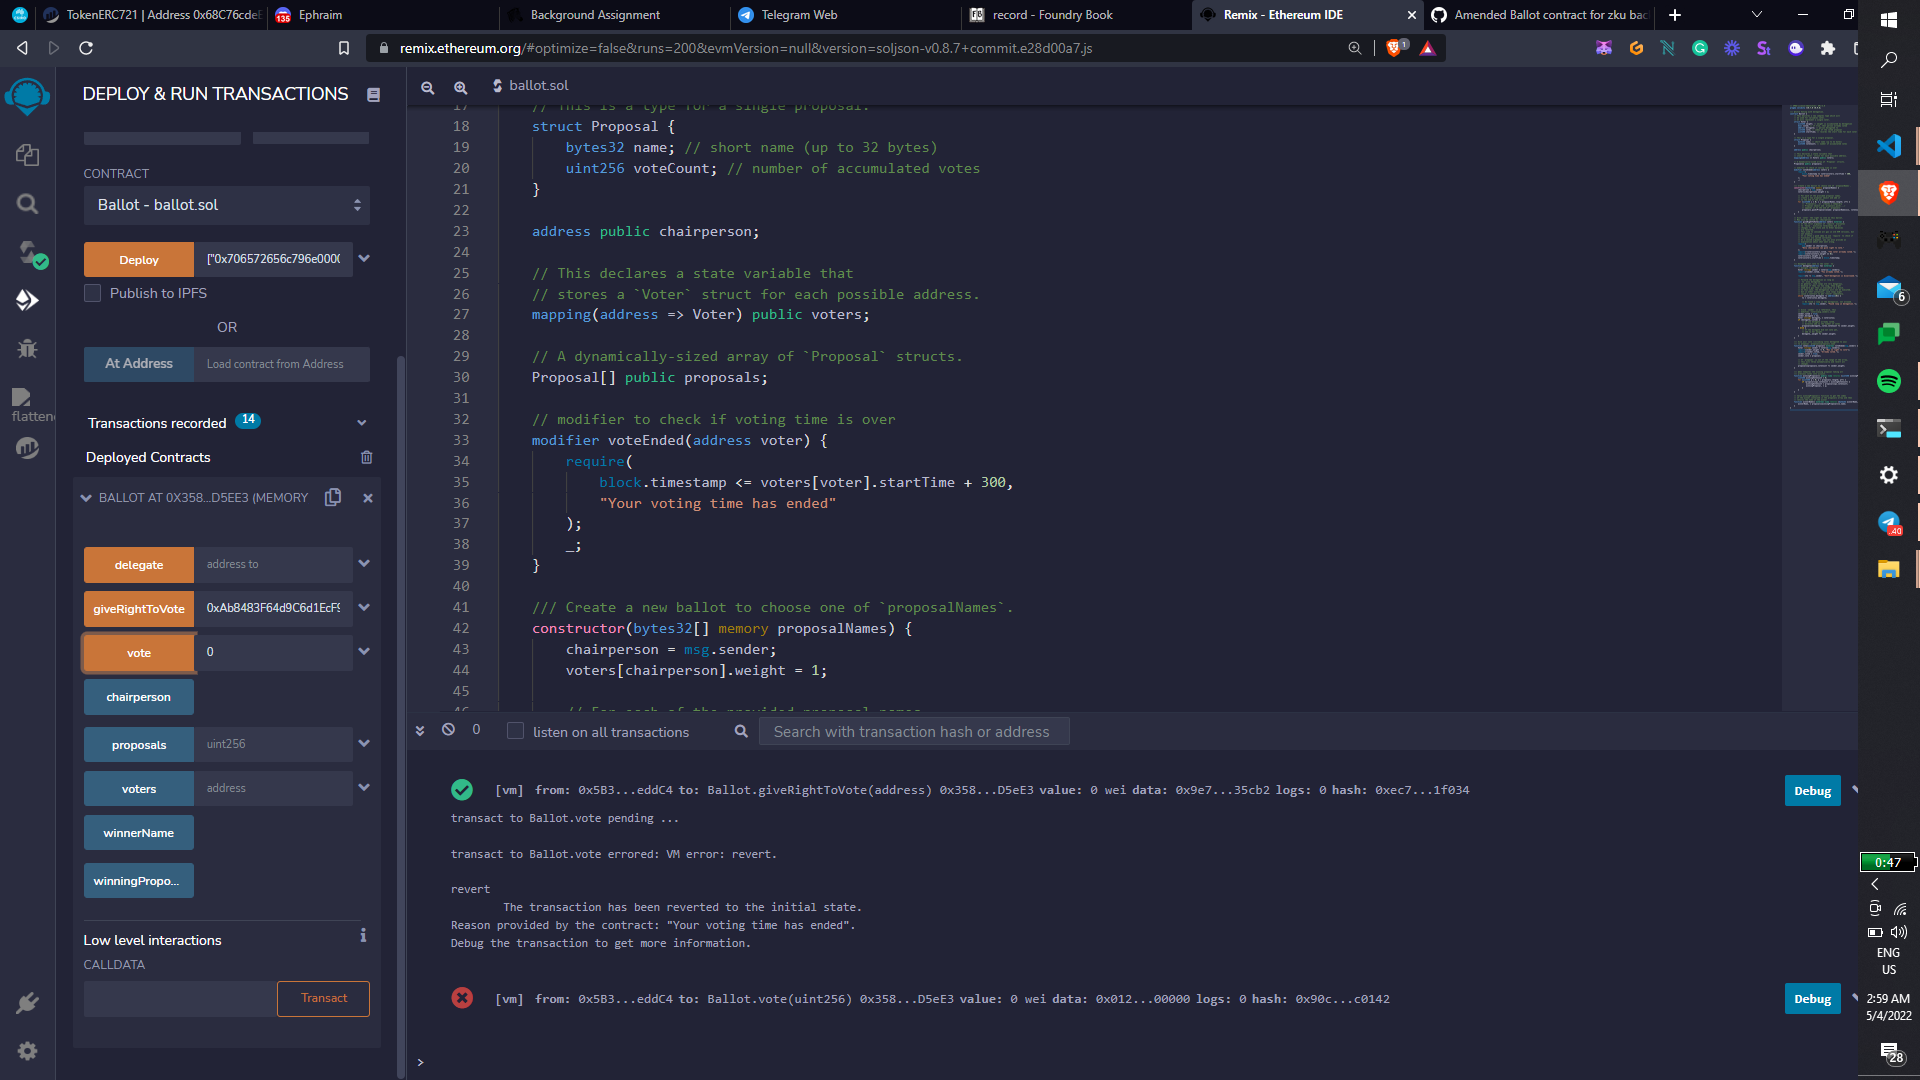 TokenERC721 | Address 0x68C76cdeE
Ephraim
Background Assignment
Telegram Web
record - Foundry Book
Remix - Ethereum IDE
Amended Ballot contract for zku bac
remix.ethereum.org/#optimize=false&runs=200&evmVersion=null&version=soljson-v0.8.7+commit.e28d00a7.js
DEPLOY & RUN TRANSACTIONS
CONTRACT
Ballot - ballot.sol
Deploy
["0x706572656c796e0000
Publish to IPFS
OR
At Address
Load contract from Address
flattene
Transactions recorded 14
Deployed Contracts
BALLOT AT 0X358...D5EE3 (MEMORY
delegate
address to
giveRightToVote
0xAb8483F64d9C6d1EcF9
vote
0
chairperson
proposals
uint256
voters
address
winnerName
winningPropo...
Low level interactions
CALLDATA
Transact
ballot.sol
17 // This is a type for a single proposal.
18 struct Proposal {
19 bytes32 name; // short name (up to 32 bytes)
20 uint256 voteCount; // number of accumulated votes
21 }
22
23 address public chairperson;
24
25 // This declares a state variable that
26 // stores a `Voter` struct for each possible address.
27 mapping(address => Voter) public voters;
28
29 // A dynamically-sized array of `Proposal` structs.
30 Proposal[] public proposals;
31
32 // modifier to check if voting time is over
33 modifier voteEnded(address voter) {
34 require(
35 block.timestamp <= voters[voter].startTime + 300,
36 "Your voting time has ended"
37 );
38 _;
39 }
40
41 /// Create a new ballot to choose one of `proposalNames`.
42 constructor(bytes32[] memory proposalNames) {
43 chairperson = msg.sender;
44 voters[chairperson].weight = 1;
45
46 // For each of the provided proposal names,
0
listen on all transactions
Search with transaction hash or address
[vm] from: 0x5B3...eddC4 to: Ballot.giveRightToVote(address) 0x358...D5eE3 value: 0 wei data: 0x9e7...35cb2 logs: 0 hash: 0xec7...1f034
Debug
transact to Ballot.vote pending ...
transact to Ballot.vote errored: VM error: revert.
revert
The transaction has been reverted to the initial state.
Reason provided by the contract: "Your voting time has ended".
Debug the transaction to get more information.
[vm] from: 0x5B3...eddC4 to: Ballot.vote(uint256) 0x358...D5eE3 value: 0 wei data: 0x012...00000 logs: 0 hash: 0x90c...c0142
Debug
>
6
40
0:47
ENG
US
2:59 AM
5/4/2022
28